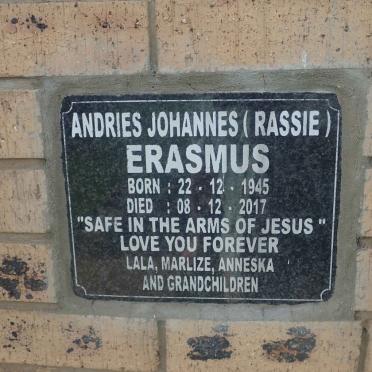 ANDRIES JOHANNES ( RASSIE )
ERASMUS
BORN : 22 - 12 - 1945
DIED : 08 - 12 - 2017
"SAFE IN THE ARMS OF JESUS "
LOVE YOU FOREVER
LALA, MARLIZE, ANNESKA
AND GRANDCHILDREN